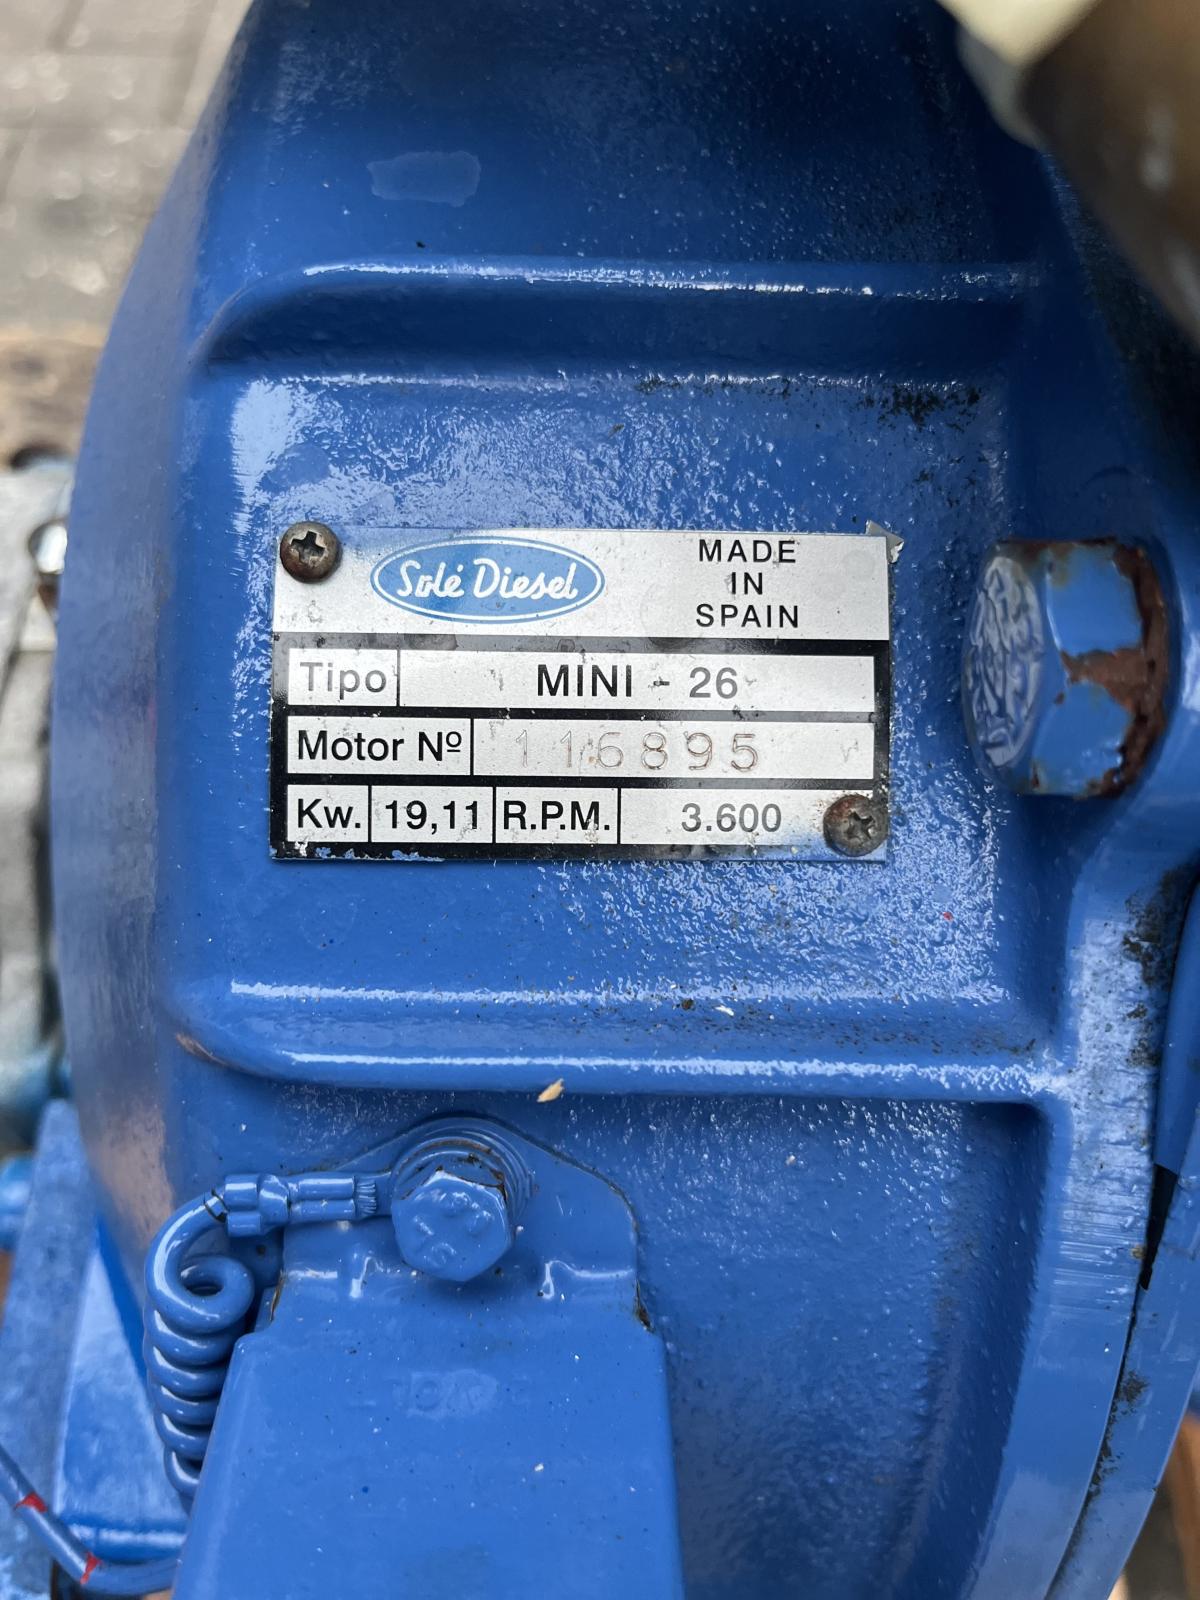 Solé Diesel
MADE
IN
SPAIN
Tipo MINI - 26
Motor Nº 116895
Kw. 19,11 R.P.M. 3.600